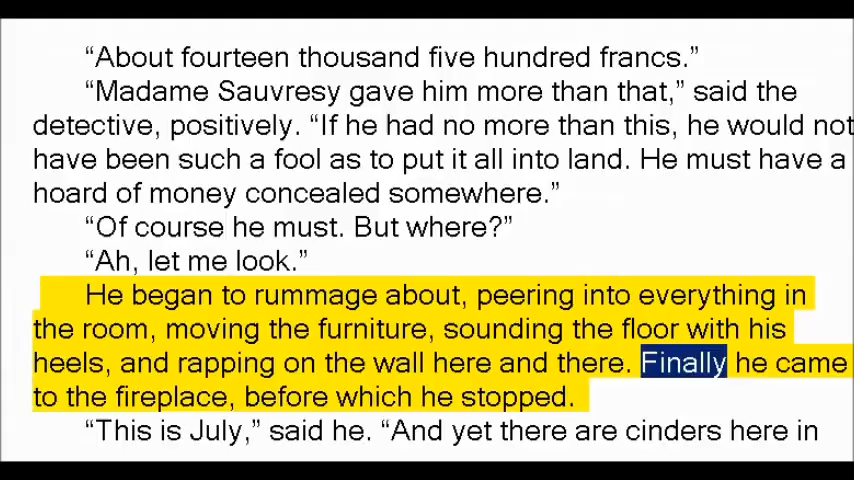 “About fourteen thousand five hundred francs.”
“Madame Sauvresy gave him more than that,” said the
detective, positively. “If he had no more than this, he would not
have been such a fool as to put it all into land. He must have a
hoard of money concealed somewhere.”
“Of course he must. But where?”
“Ah, let me look.”
He began to rummage about, peering into everything in
the room, moving the furniture, sounding the floor with his
heels, and rapping on the wall here and there. Finally he came
to the fireplace, before which he stopped.
“This is July,” said he. “And yet there are cinders here in